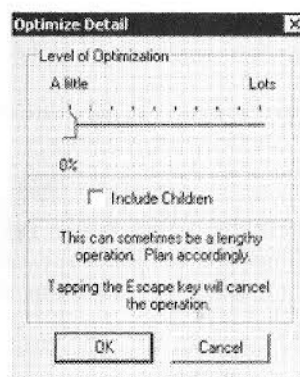 Optimize Detail
Level of Optimization
A little Lots
0%
Include Children
This can sometimes be a lengthy
operation. Plan accordingly.
Tapping the Escape key will cancel
the operation.
OK Cancel